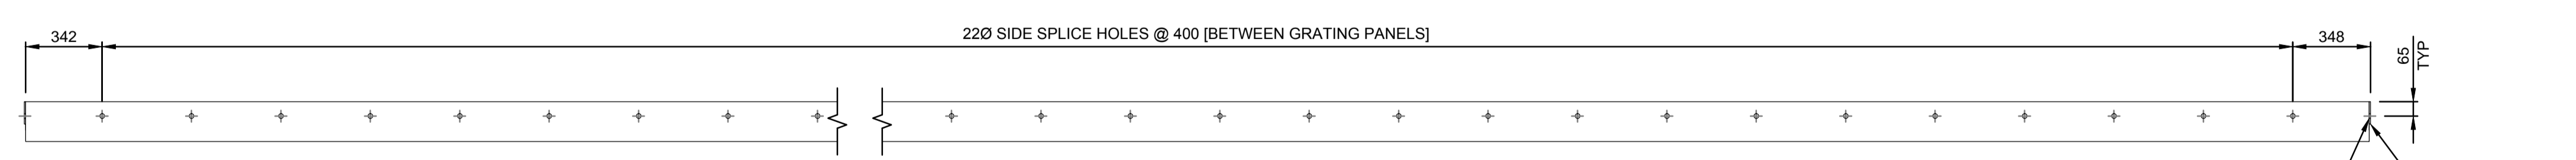 22Ø SIDE SPLICE HOLES @ 400 [BETWEEN GRATING PANELS]
342
348
65
TYP